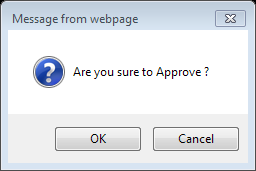 Message from webpage
Are you sure to Approve ?
OK
Cancel